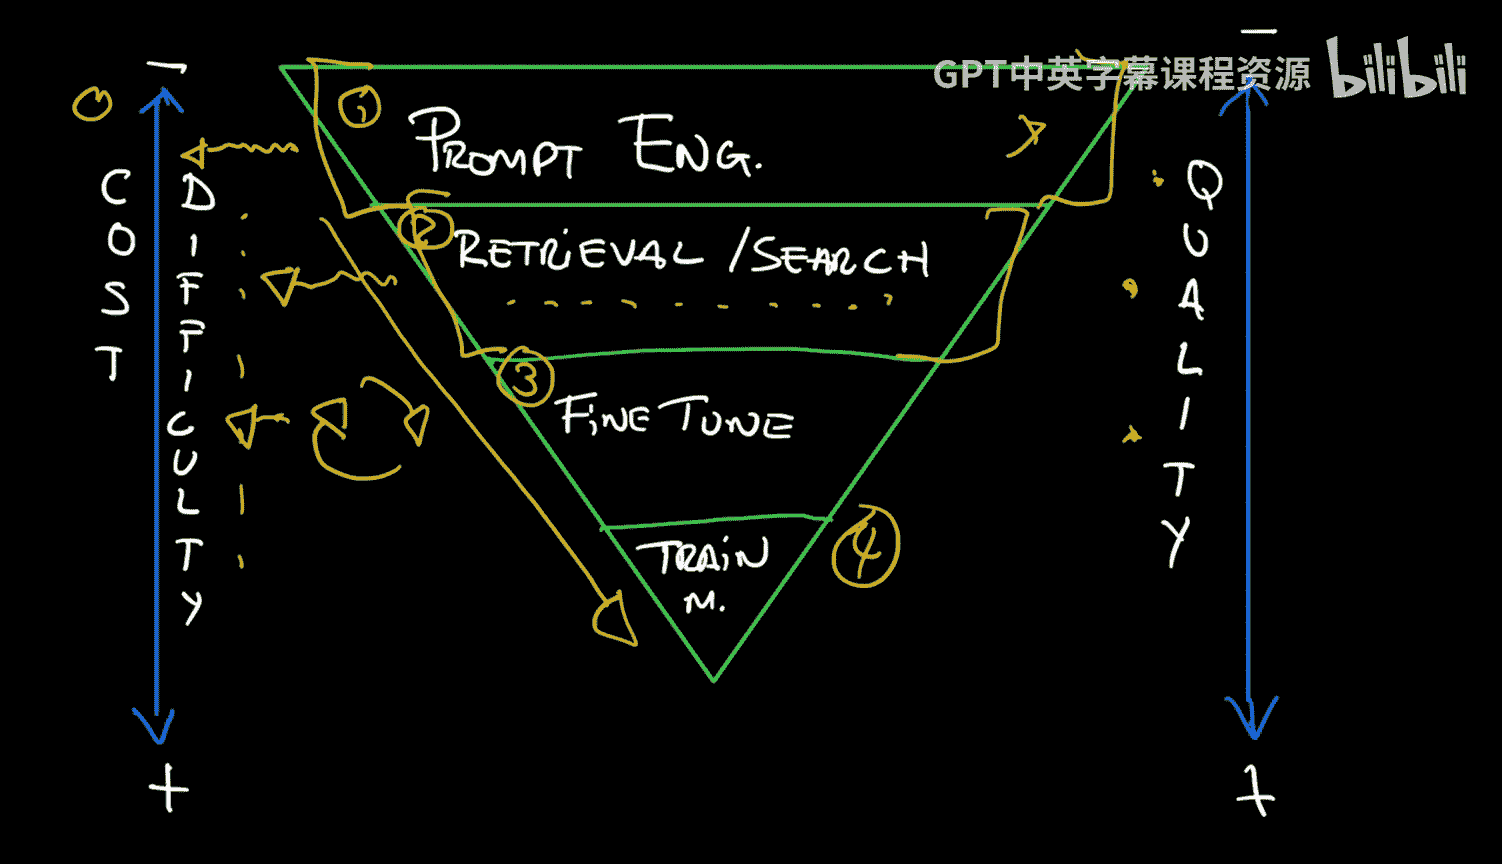 GPT中英字幕课程资源 bilibili
COST
DIFFICULTY
1
PROMPT ENG.
2
RETRIEVAL /SEARCH
3
FINE TUNE
4
TRAIN
M.
QUALITY